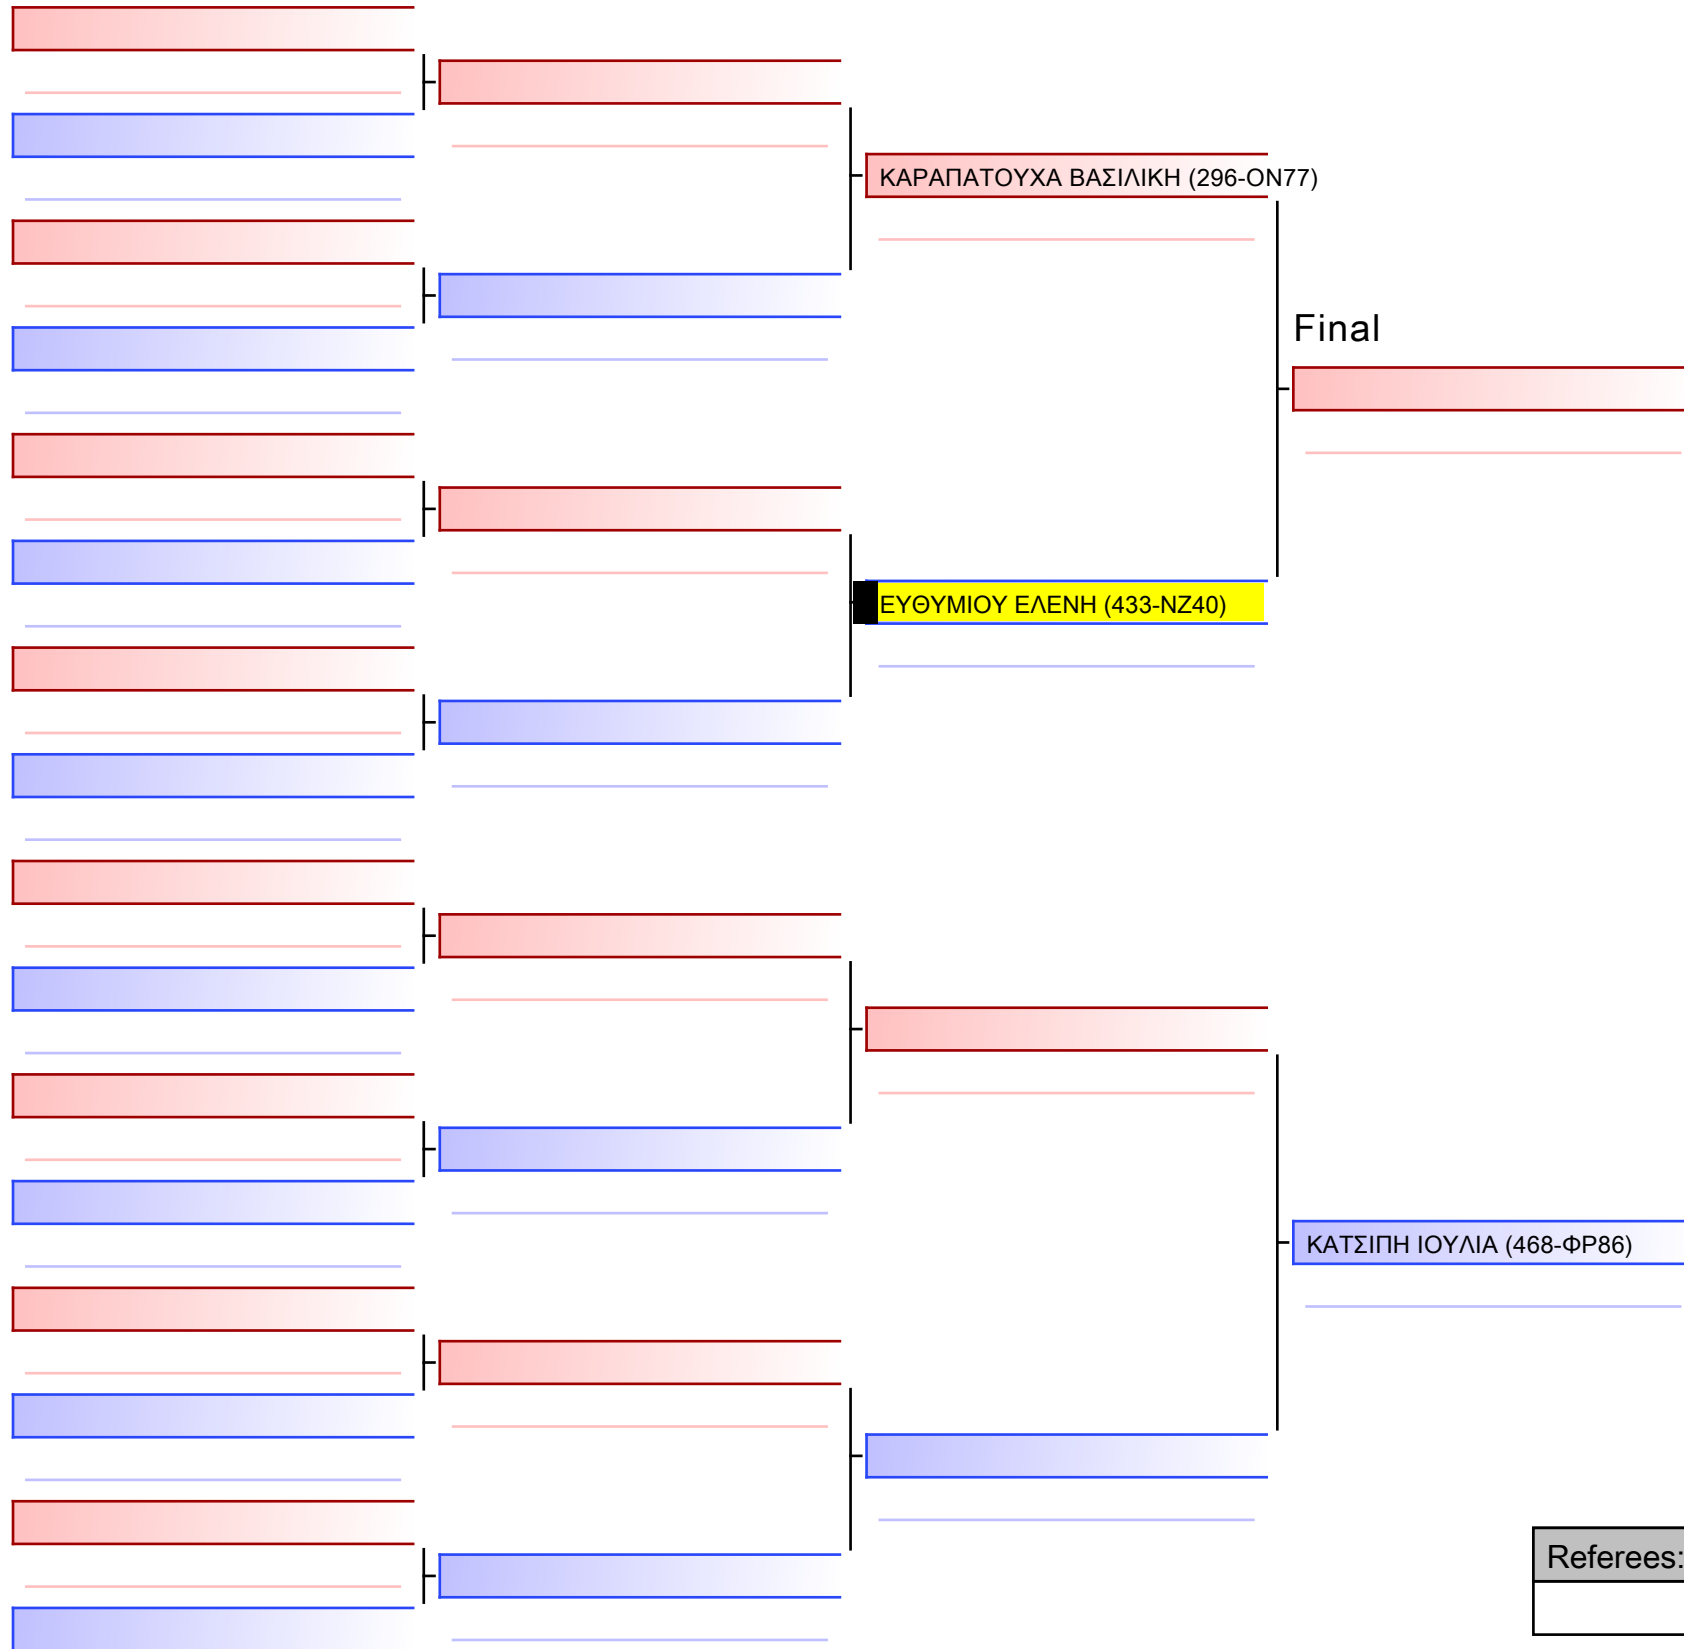 ΚΑΡΑΠΑΤΟΥΧΑ ΒΑΣΙΛΙΚΗ (296-ΟΝ77)
Final
ΕΥΘΥΜΙΟΥ ΕΛΕΝΗ (433-ΝΖ40)
ΚΑΤΣΙΠΗ ΙΟΥΛΙΑ (468-ΦΡ86)
Referees: